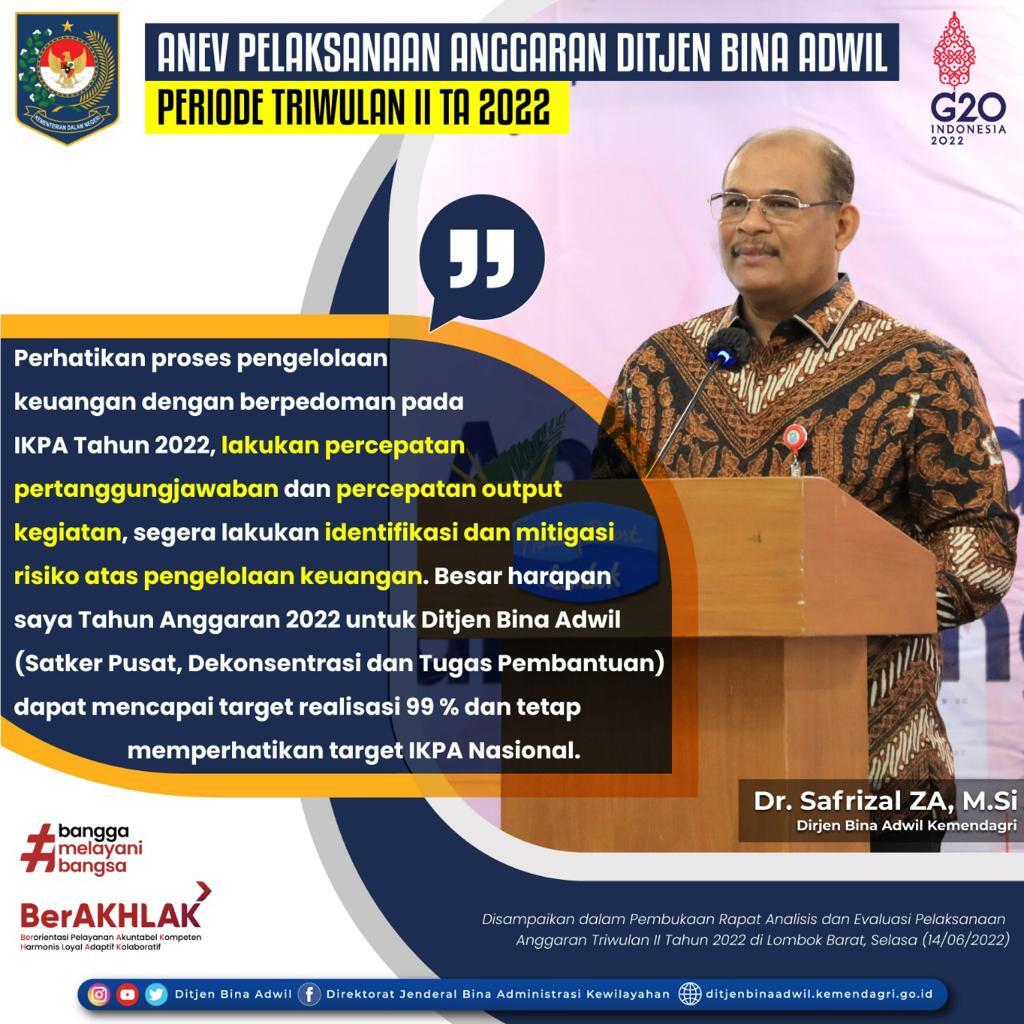 KEMENTERIAN DALAM NEGERI
ANEV PELAKSANAAN ANGGARAN DITJEN BINA ADWIL
PERIODE TRIWULAN II TA 2022
G20
INDONESIA
2022
Perhatikan proses pengelolaan
keuangan dengan berpedoman pada
IKPA Tahun 2022, lakukan percepatan
pertanggungjawaban dan percepatan output
kegiatan, segera lakukan identifikasi dan mitigasi
risiko atas pengelolaan keuangan. Besar harapan
saya Tahun Anggaran 2022 untuk Ditjen Bina Adwil
(Satker Pusat, Dekonsentrasi dan Tugas Pembantuan)
dapat mencapai target realisasi 99 % dan tetap
memperhatikan target IKPA Nasional.
Dr. Safrizal ZA, M.Si
Dirjen Bina Adwil Kemendagri
#bangga
melayani
bangsa
BerAKHLAK
Berorientasi Pelayanan Akuntabel Kompeten
Harmonis Loyal Adaptif Kolaboratif
Disampaikan dalam Pembukaan Rapat Analisis dan Evaluasi Pelaksanaan
Anggaran Triwulan II Tahun 2022 di Lombok Barat, Selasa (14/06/2022)
Ditjen Bina Adwil Direktorat Jenderal Bina Administrasi Kewilayahan ditjenbinaadwil.kemendagri.go.id